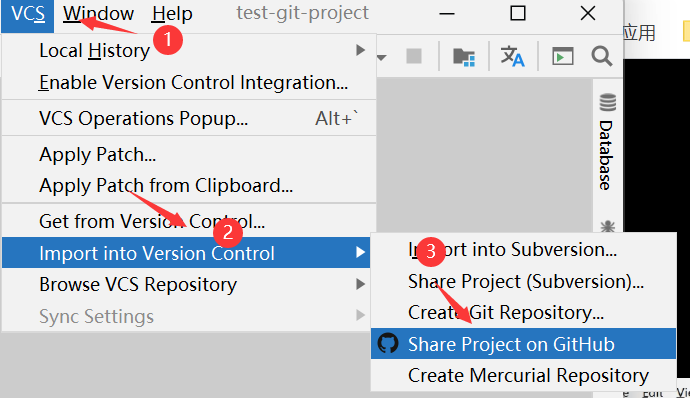 VCS Window Help test-git-project
1
应用
Local History
Enable Version Control Integration...
VCS Operations Popup... Alt+`
Apply Patch...
Apply Patch from Clipboard...
Get from Version Control...
2
Import into Version Control
Browse VCS Repository
Sync Settings
Database
Import into Subversion...
3
Share Project (Subversion)...
Create Git Repository...
Share Project on GitHub
Create Mercurial Repository
Edit